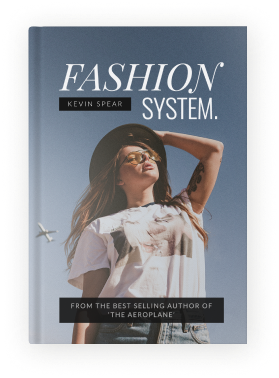 FASHION
KEVIN SPEAR
SYSTEM.
FROM THE BEST SELLING AUTHOR OF
'THE AEROPLANE'